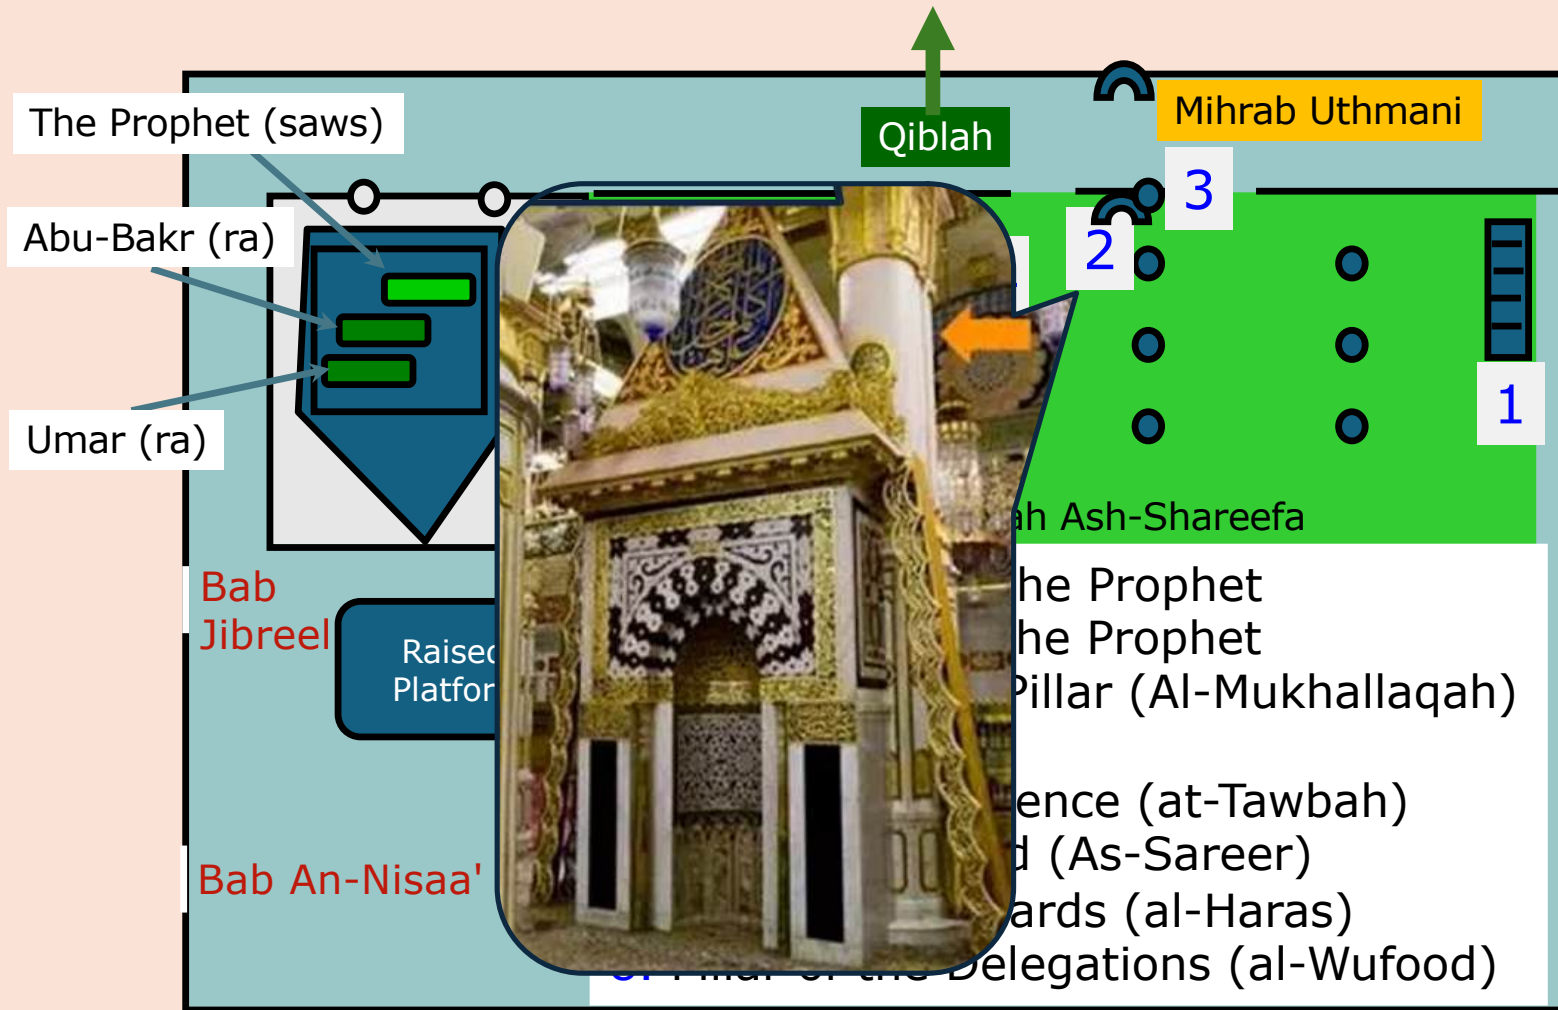 The Prophet (saws)
Qiblah
Mihrab Uthmani
Abu-Bakr (ra)
3
2
Umar (ra)
1
ah Ash-Shareefa
Bab
Jibreel
Raised
Platfor
he Prophet
he Prophet
Pillar (Al-Mukhallaqah)
ence (at-Tawbah)
d (As-Sareer)
Bab An-Nisaa'
ards (al-Haras)
Delegations (al-Wufood)